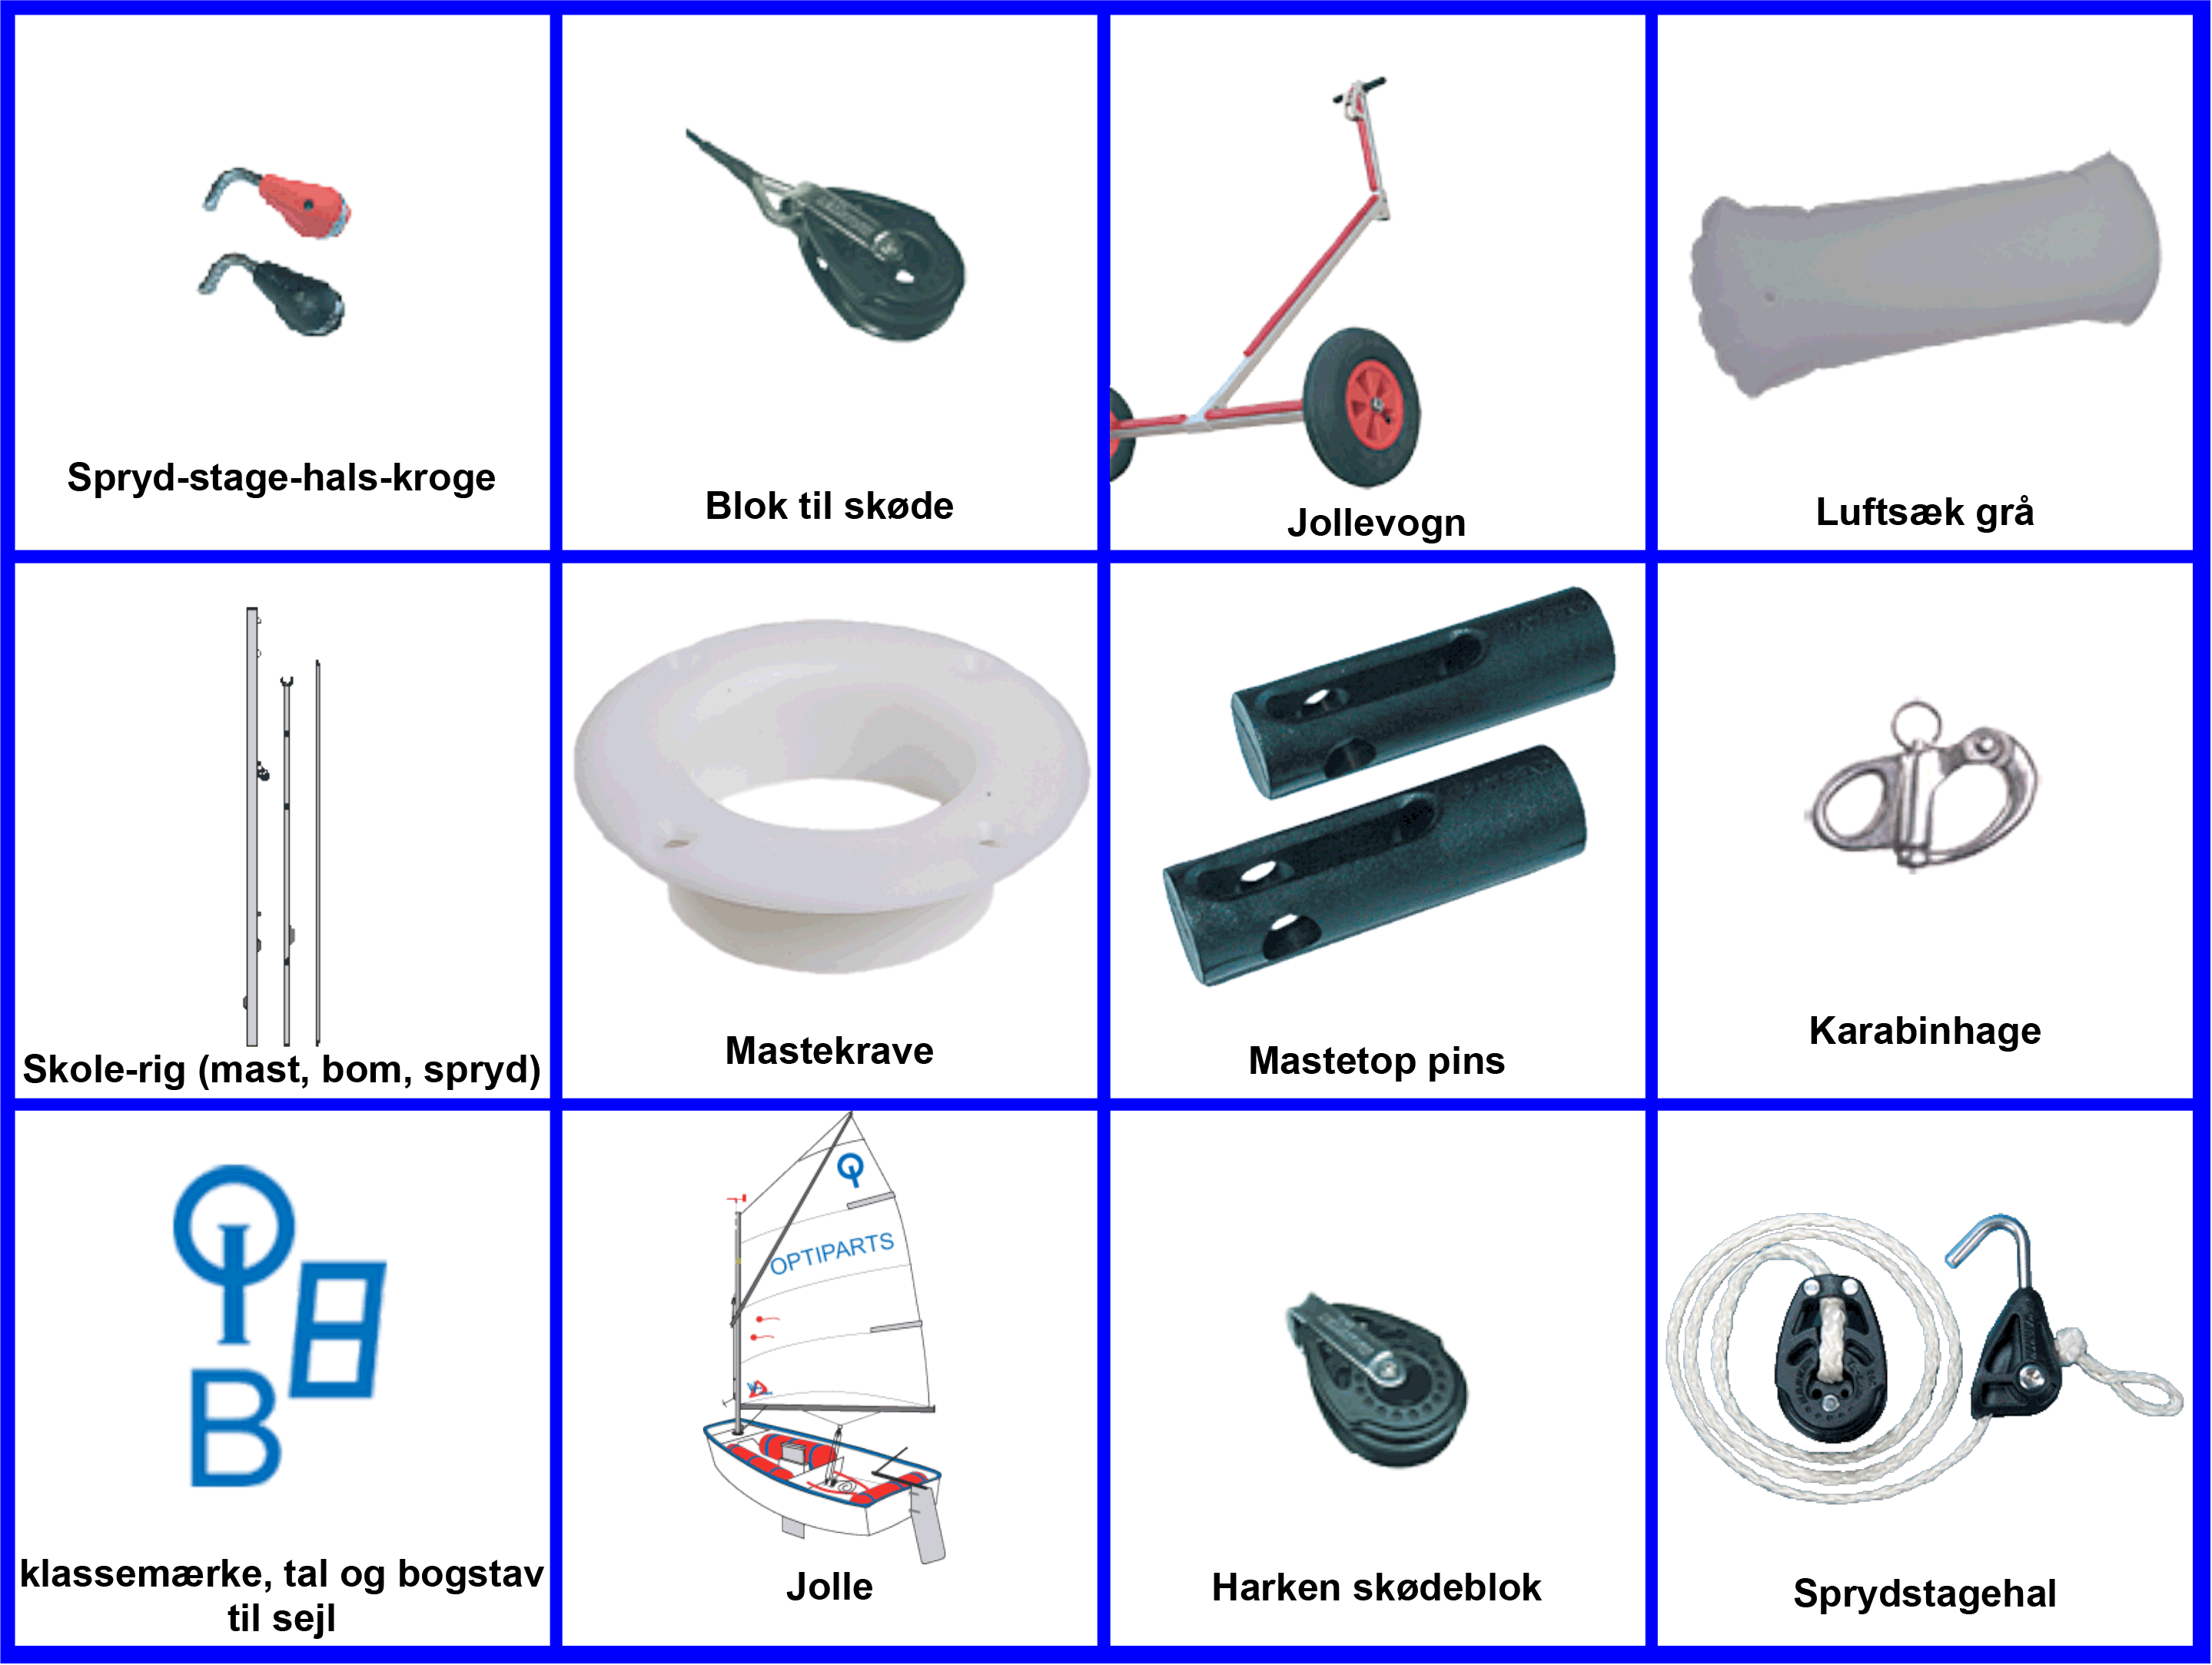 Spryd-stage-hals-kroge
Blok til skøde
Jollevogn
Luftsæk grå
Skole-rig (mast, bom, spryd)
Mastekrave
Mastetop pins
Karabinhage
klassemærke, tal og bogstav
til sejl
B
8
OPTIPARTS
Jolle
Harken skødeblok
Sprydstagehal